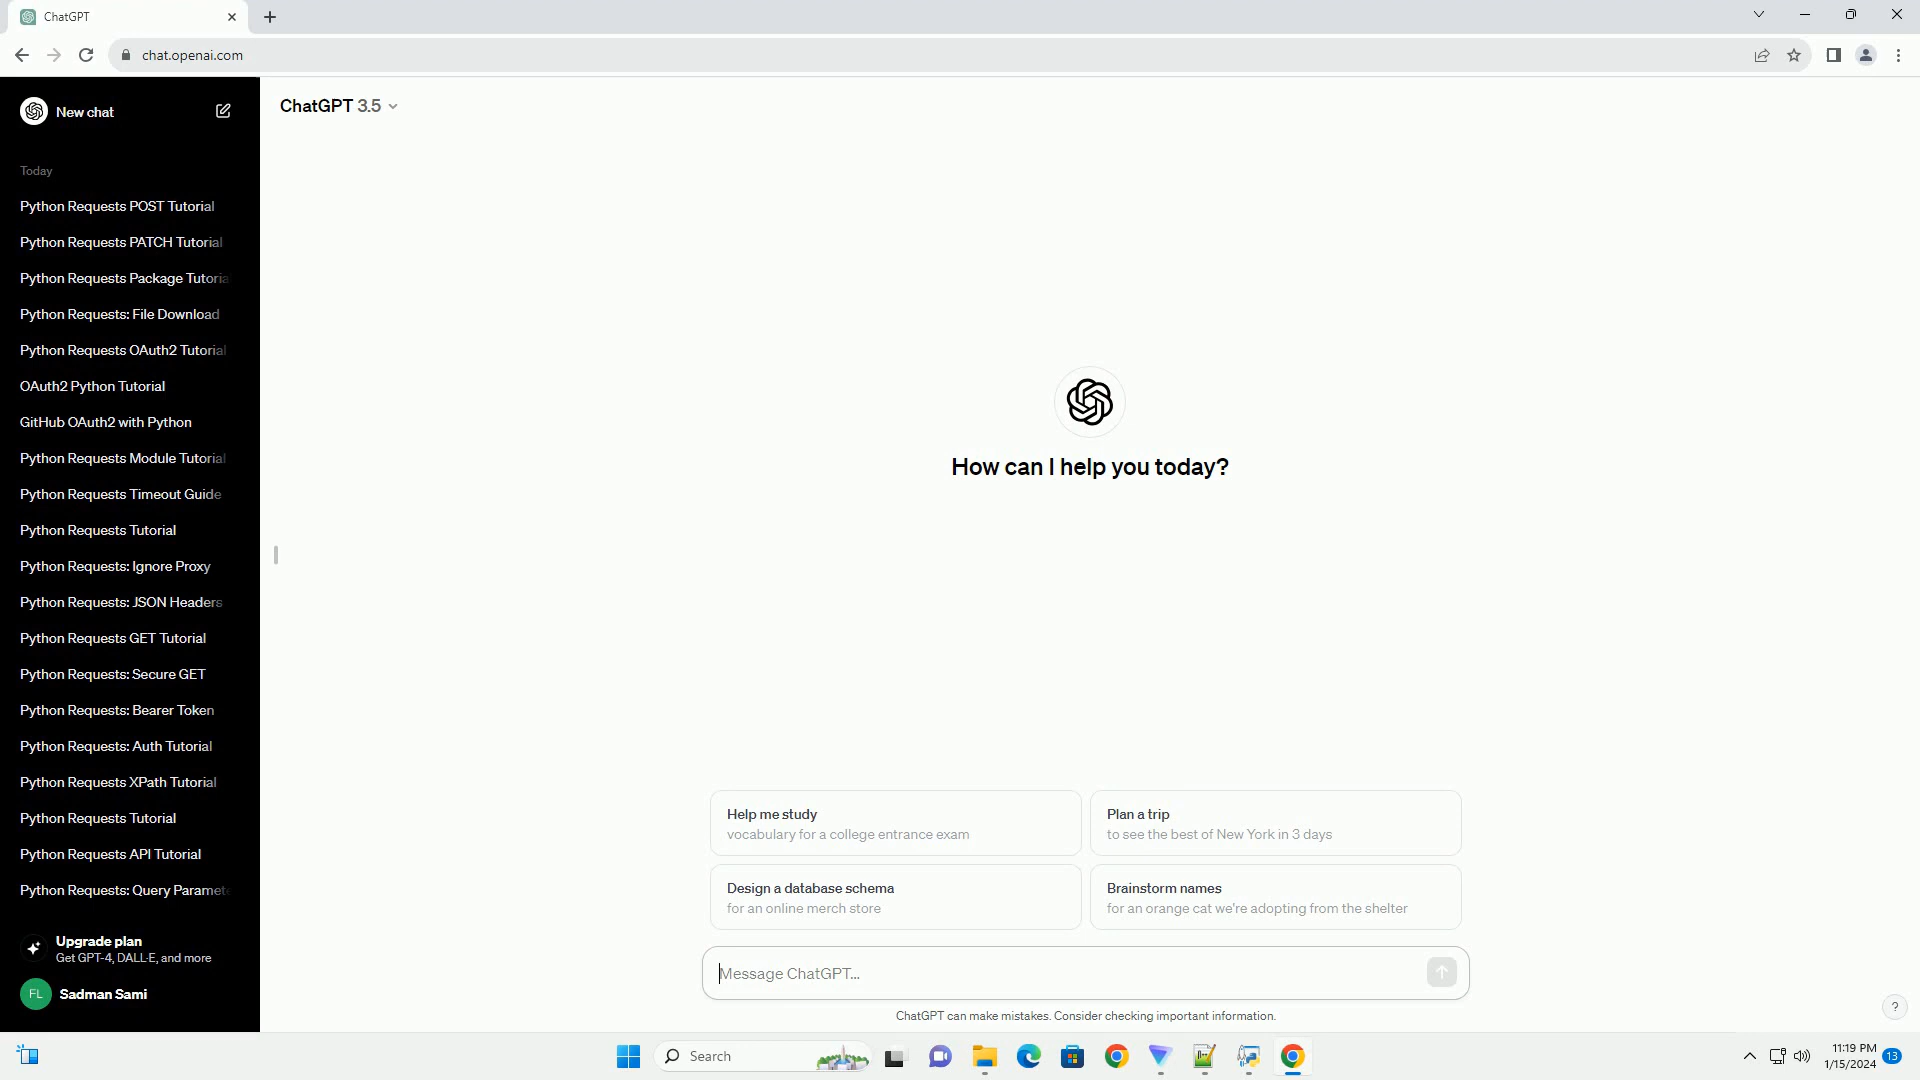 ChatGPT
chat.openai.com
New chat
ChatGPT 3.5
Today
Python Requests POST Tutorial
Python Requests PATCH Tutorial
Python Requests Package Tutoria
Python Requests: File Download
Python Requests OAuth2 Tutorial
OAuth2 Python Tutorial
GitHub OAuth2 with Python
Python Requests Module Tutorial
Python Requests Timeout Guide
Python Requests Tutorial
Python Requests: Ignore Proxy
Python Requests: JSON Headers
Python Requests GET Tutorial
Python Requests: Secure GET
Python Requests: Bearer Token
Python Requests: Auth Tutorial
Python Requests XPath Tutorial
Python Requests Tutorial
Python Requests API Tutorial
Python Requests: Query Paramet
Upgrade plan
Get GPT-4, DALL·E, and more
FL
Sadman Sami
How can I help you today?
Help me study
vocabulary for a college entrance exam
Plan a trip
to see the best of New York in 3 days
Design a database schema
for an online merch store
Brainstorm names
for an orange cat we're adopting from the shelter
Message ChatGPT...
ChatGPT can make mistakes. Consider checking important information.
?
Search
11:19 PM
1/15/2024
13